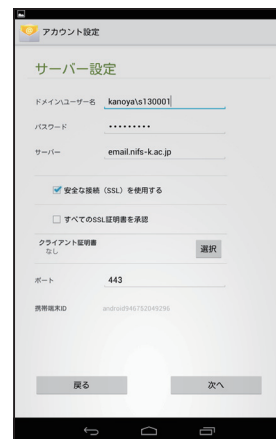 アカウント設定
サーバー設定
ドメイン\ユーザー名 kanoya\s130001
パスワード •••••••••
サーバー email.nifs-k.ac.jp
安全な接続（SSL）を使用する
すべてのSSL証明書を承認
クライアント証明書
なし
選択
ポート 443
携帯端末ID android946752049296
戻る 次へ